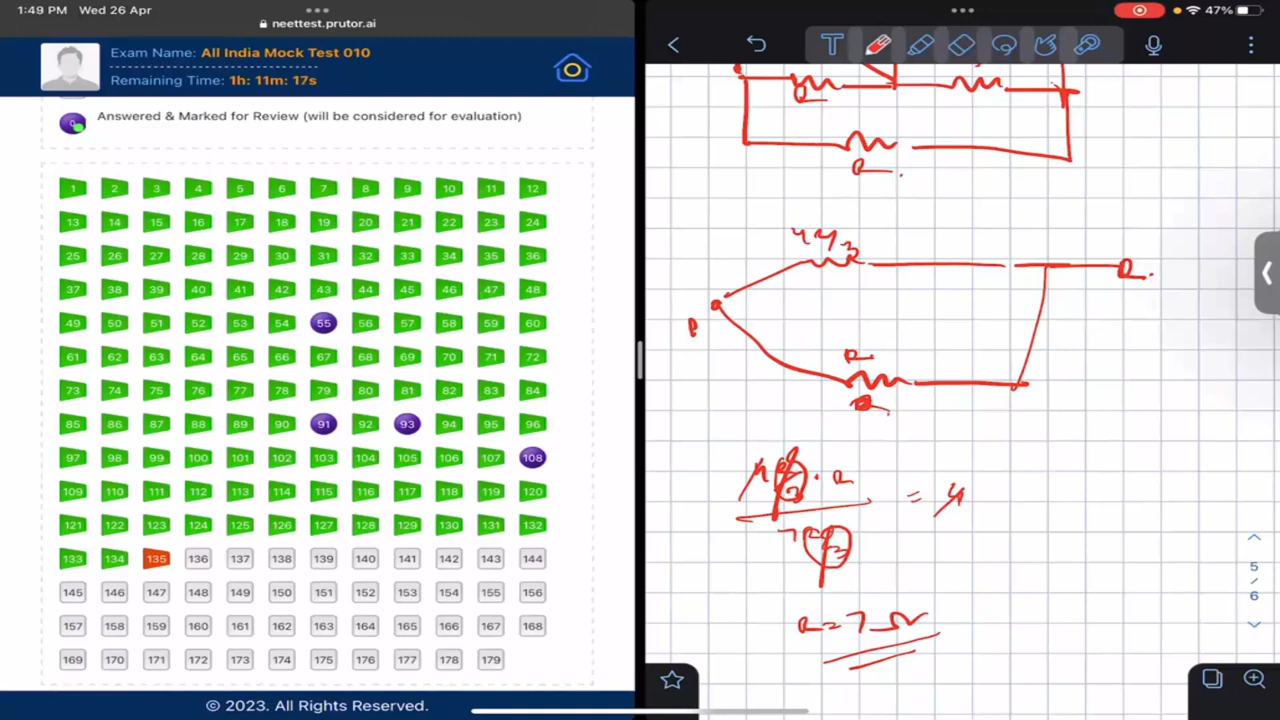 1:49 PM Wed 26 Apr
neettest.prutor.ai
47%
Exam Name: All India Mock Test 010
Remaining Time: 1h: 11m: 17s
Answered & Marked for Review (will be considered for evaluation)
1 2 3 4 5 6 7 8 9 10 11 12
13 14 15 16 17 18 19 20 21 22 23 24
25 26 27 28 29 30 31 32 33 34 35 36
37 38 39 40 41 42 43 44 45 46 47 48
49 50 51 52 53 54 55 56 57 58 59 60
61 62 63 64 65 66 67 68 69 70 71 72
73 74 75 76 77 78 79 80 81 82 83 84
85 86 87 88 89 90 91 92 93 94 95 96
97 98 99 100 101 102 103 104 105 106 107 108
109 110 111 112 113 114 115 116 117 118 119 120
121 122 123 124 125 126 127 128 129 130 131 132
133 134 135 136 137 138 139 140 141 142 143 144
145 146 147 148 149 150 151 152 153 154 155 156
157 158 159 160 161 162 163 164 165 166 167 168
169 170 171 172 173 174 175 176 177 178 179
© 2023. All Rights Reserved.
T
R
R
P
R
= 4
R = 7 Ω
5
/
6